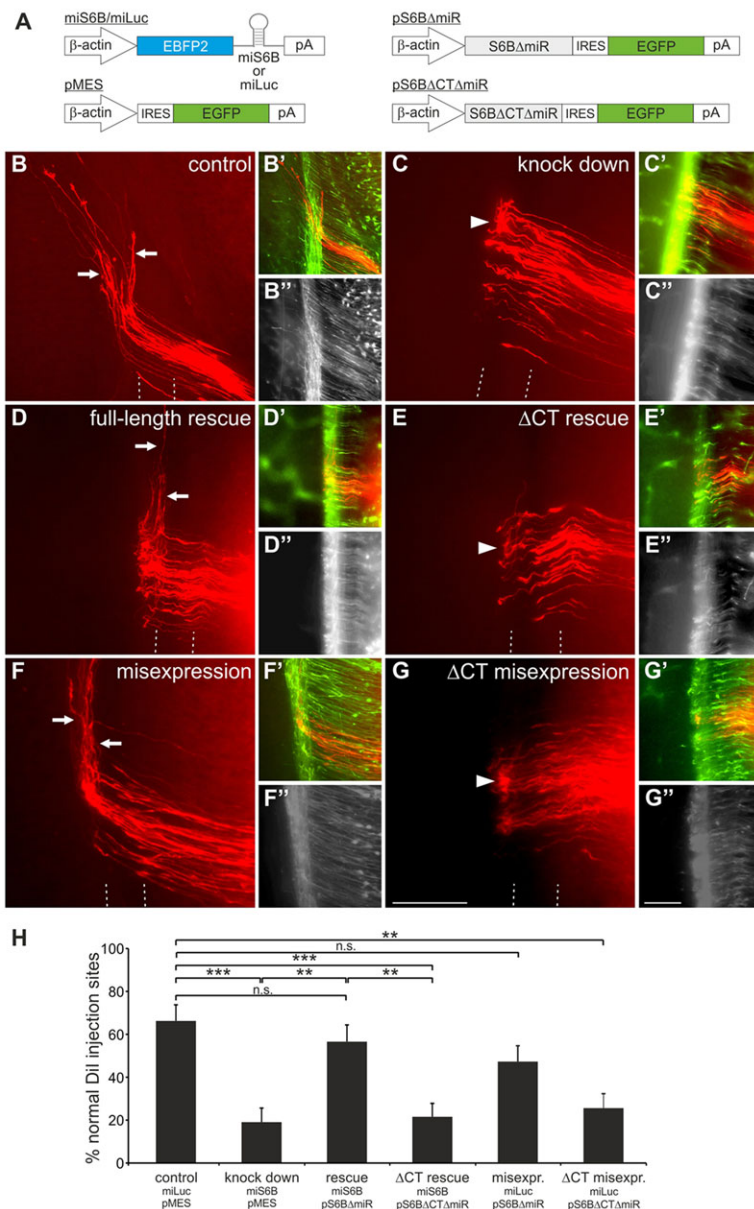 A
miS6B/miLuc
β-actin
EBFP2
pA
miS6B
or
miLuc
pS6BΔmiR
β-actin
S6BΔmiR
IRES
EGFP
pA
pMES
β-actin
IRES
EGFP
pA
pS6BΔCTΔmiR
β-actin
S6BΔCTΔmiR
IRES
EGFP
pA
B
control
B'
B''
C
knock down
C'
C''
D
full-length rescue
D'
D''
E
ΔCT rescue
E'
E''
F
misexpression
F'
F''
G
ΔCT misexpression
G'
G''
H
% normal DiI injection sites
100
80
60
40
20
0
**
n.s.
***
*** ** **
n.s.
control
miLuc
pMES
knock down
miS6B
pMES
rescue
miS6B
pS6BΔmiR
ΔCT rescue
miS6B
pS6BΔCTΔmiR
misexpr.
miLuc
pS6BΔmiR
ΔCT misexpr.
miLuc
pS6BΔCTΔmiR